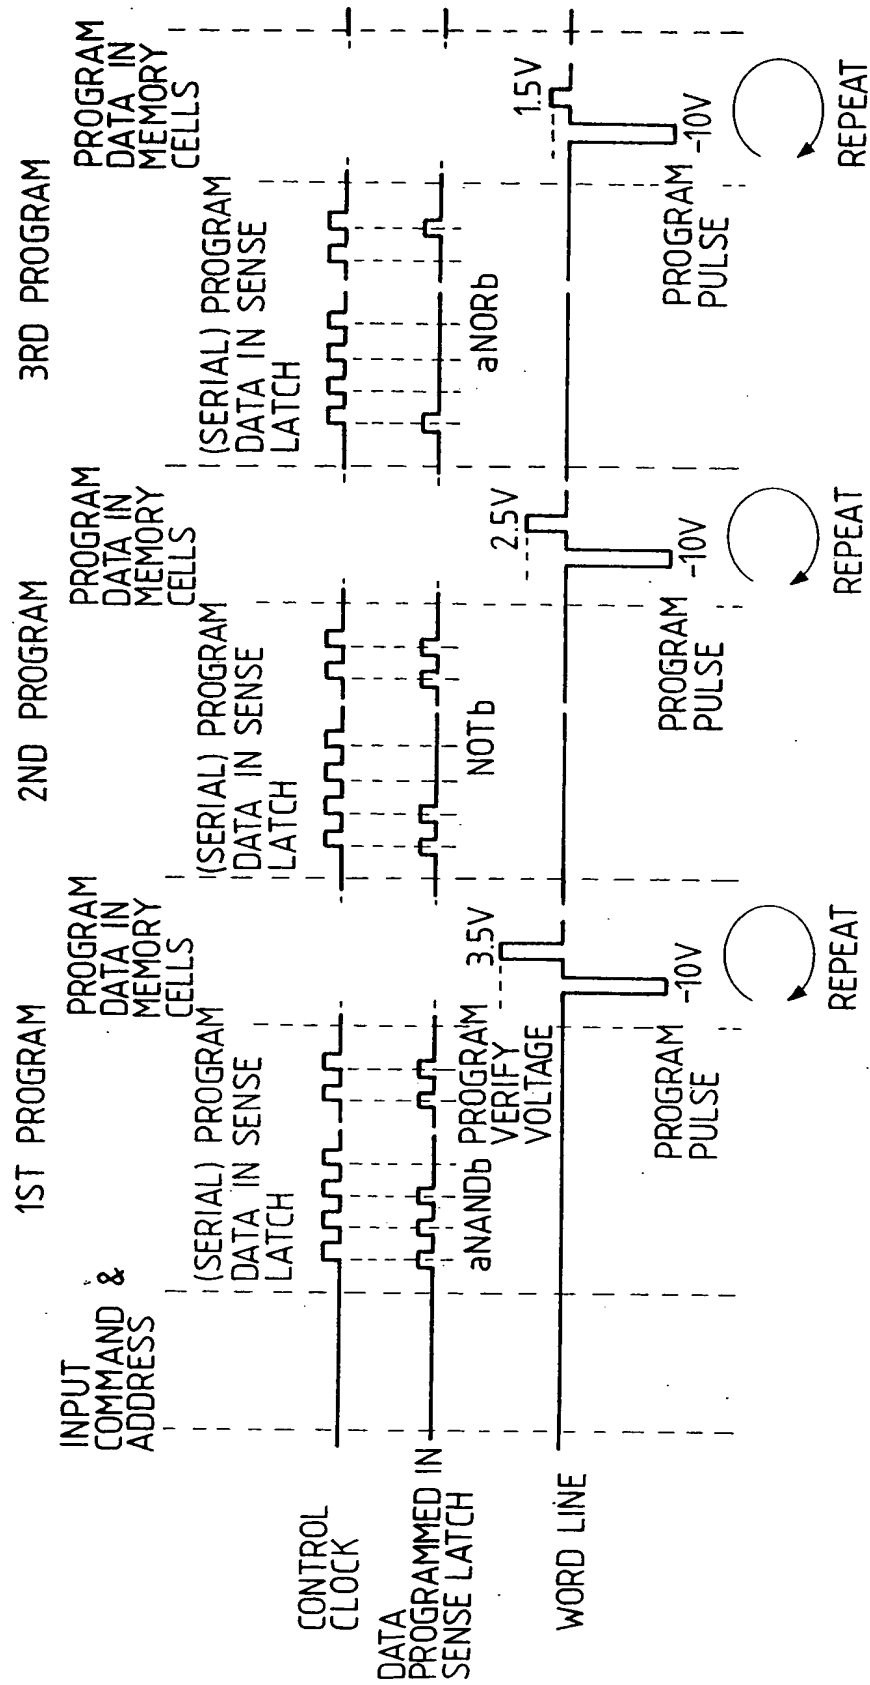 1ST PROGRAM
2ND PROGRAM
3RD PROGRAM
INPUT
COMMAND &
ADDRESS
(SERIAL) PROGRAM
DATA IN SENSE
LATCH
PROGRAM
DATA IN
MEMORY
CELLS
(SERIAL) PROGRAM
DATA IN SENSE
LATCH
PROGRAM
DATA IN
MEMORY
CELLS
(SERIAL) PROGRAM
DATA IN SENSE
LATCH
PROGRAM
DATA IN
MEMORY
CELLS
CONTROL
CLOCK
DATA
PROGRAMMED IN
SENSE LATCH
aNANDb
NOTb
aNORb
PROGRAM
VERIFY
VOLTAGE
3.5V
2.5V
1.5V
WORD LINE
PROGRAM
PULSE
-10V
PROGRAM
PULSE
-10V
PROGRAM
PULSE
-10V
REPEAT
REPEAT
REPEAT